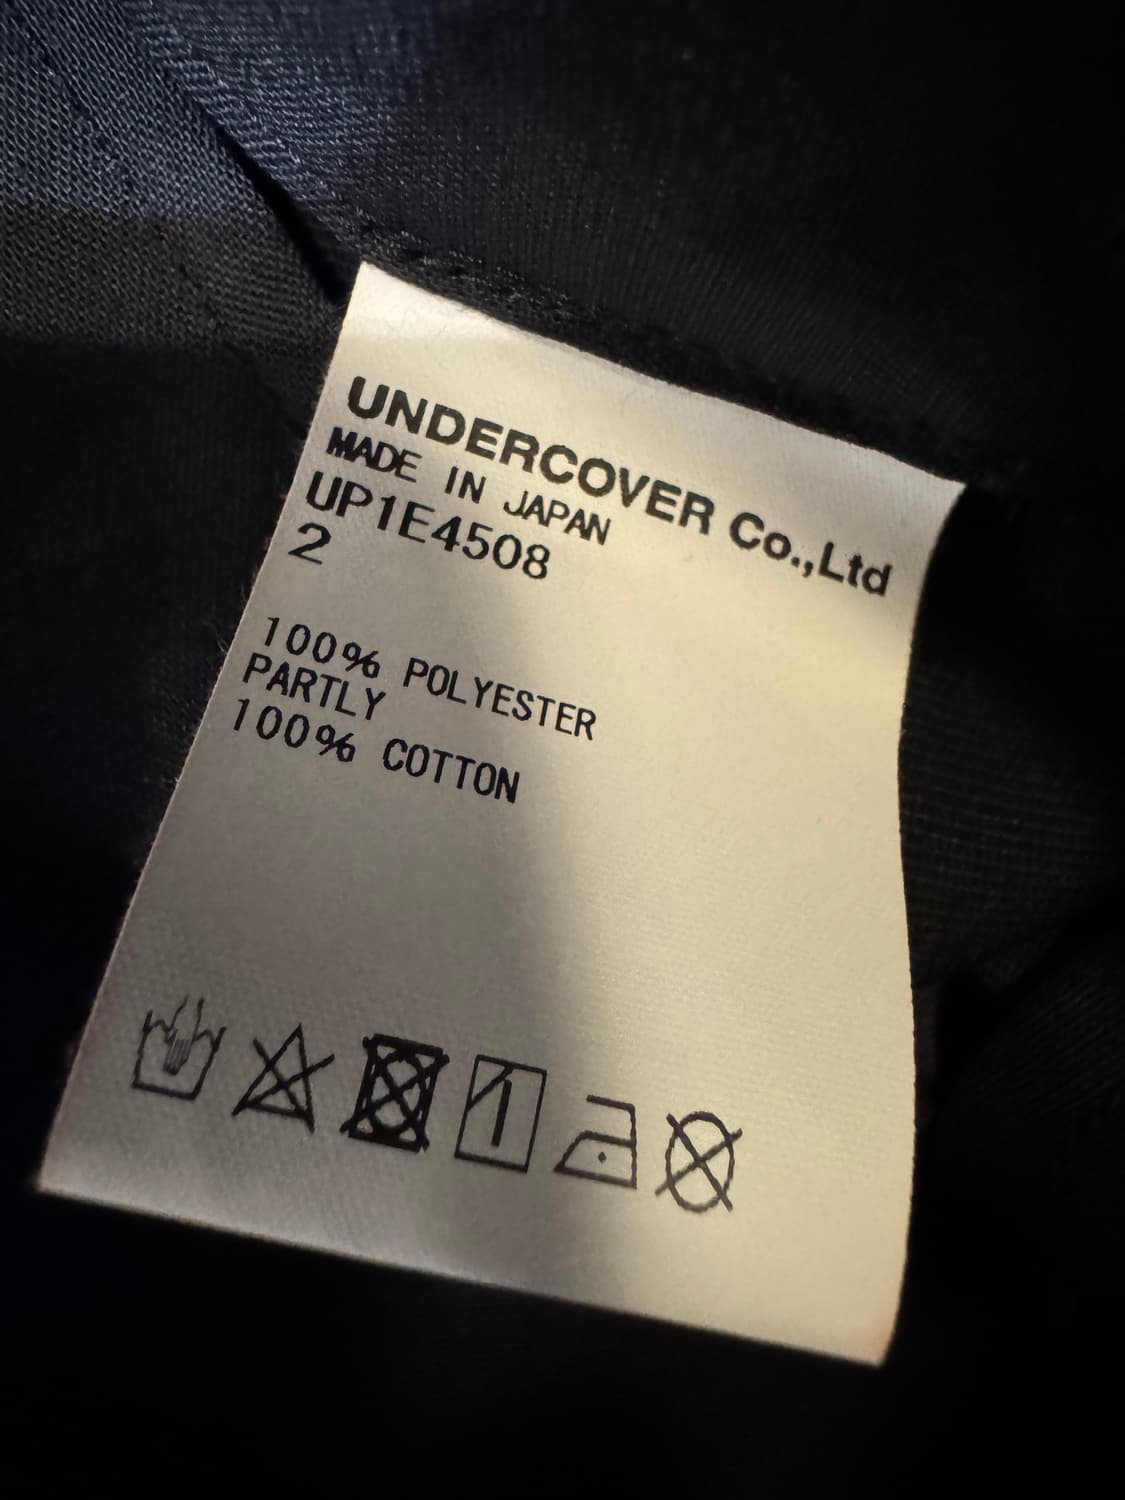 UNDERCOVER Co.,Ltd
MADE IN JAPAN
UP1E4508
2
100% POLYESTER
PARTLY
100% COTTON